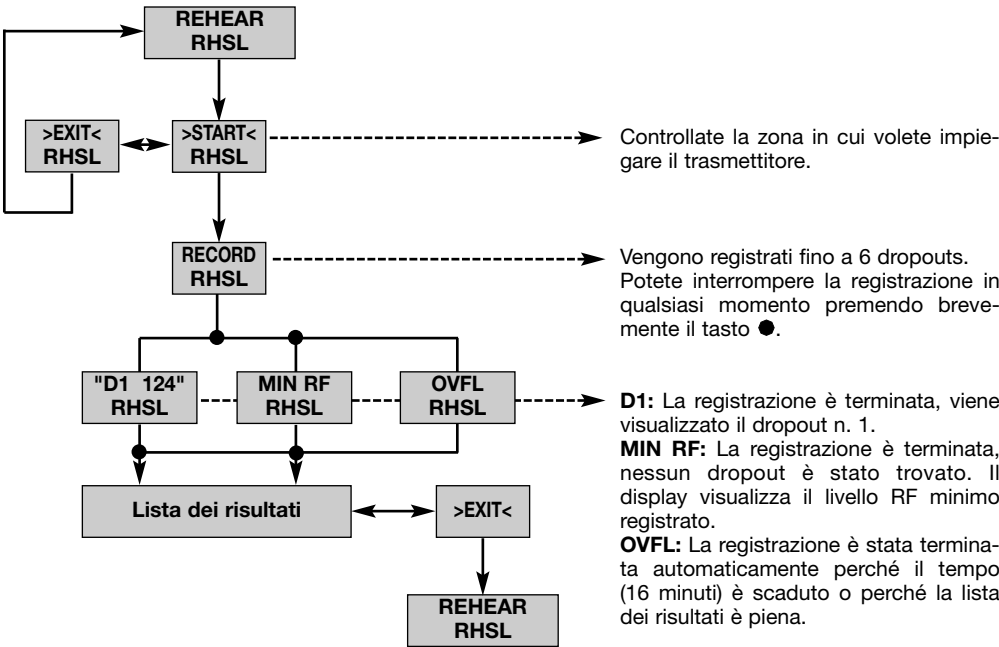 REHEAR
RHSL
>EXIT<
RHSL
>START<
RHSL
Controllate la zona in cui volete impie-
gare il trasmettitore.
RECORD
RHSL
Vengono registrati fino a 6 dropouts.
Potete interrompere la registrazione in
qualsiasi momento premendo breve-
mente il tasto ●.
"D1 124"
RHSL
MIN RF
RHSL
OVFL
RHSL
D1: La registrazione è terminata, viene
visualizzato il dropout n. 1.
MIN RF: La registrazione è terminata,
nessun dropout è stato trovato. Il
display visualizza il livello RF minimo
registrato.
OVFL: La registrazione è stata termina-
ta automaticamente perché il tempo
(16 minuti) è scaduto o perché la lista
dei risultati è piena.
Lista dei risultati
>EXIT<
REHEAR
RHSL